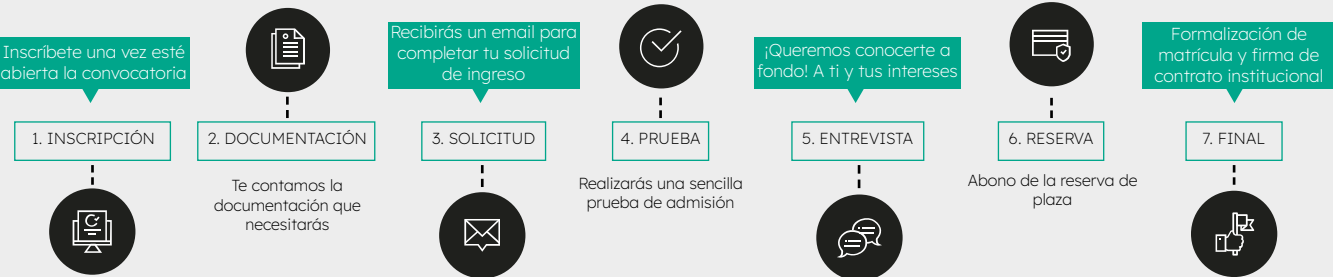 Inscríbete una vez esté
abierta la convocatoria
1. INSCRIPCIÓN
2. DOCUMENTACIÓN
Te contamos la
documentación que
necesitarás
Recibirás un email para
completar tu solicitud
de ingreso
3. SOLICITUD
4. PRUEBA
Realizarás una sencilla
prueba de admisión
¡Queremos conocerte a
fondo! A ti y tus intereses
5. ENTREVISTA
6. RESERVA
Abono de la reserva de
plaza
Formalización de
matrícula y firma de
contrato institucional
7. FINAL